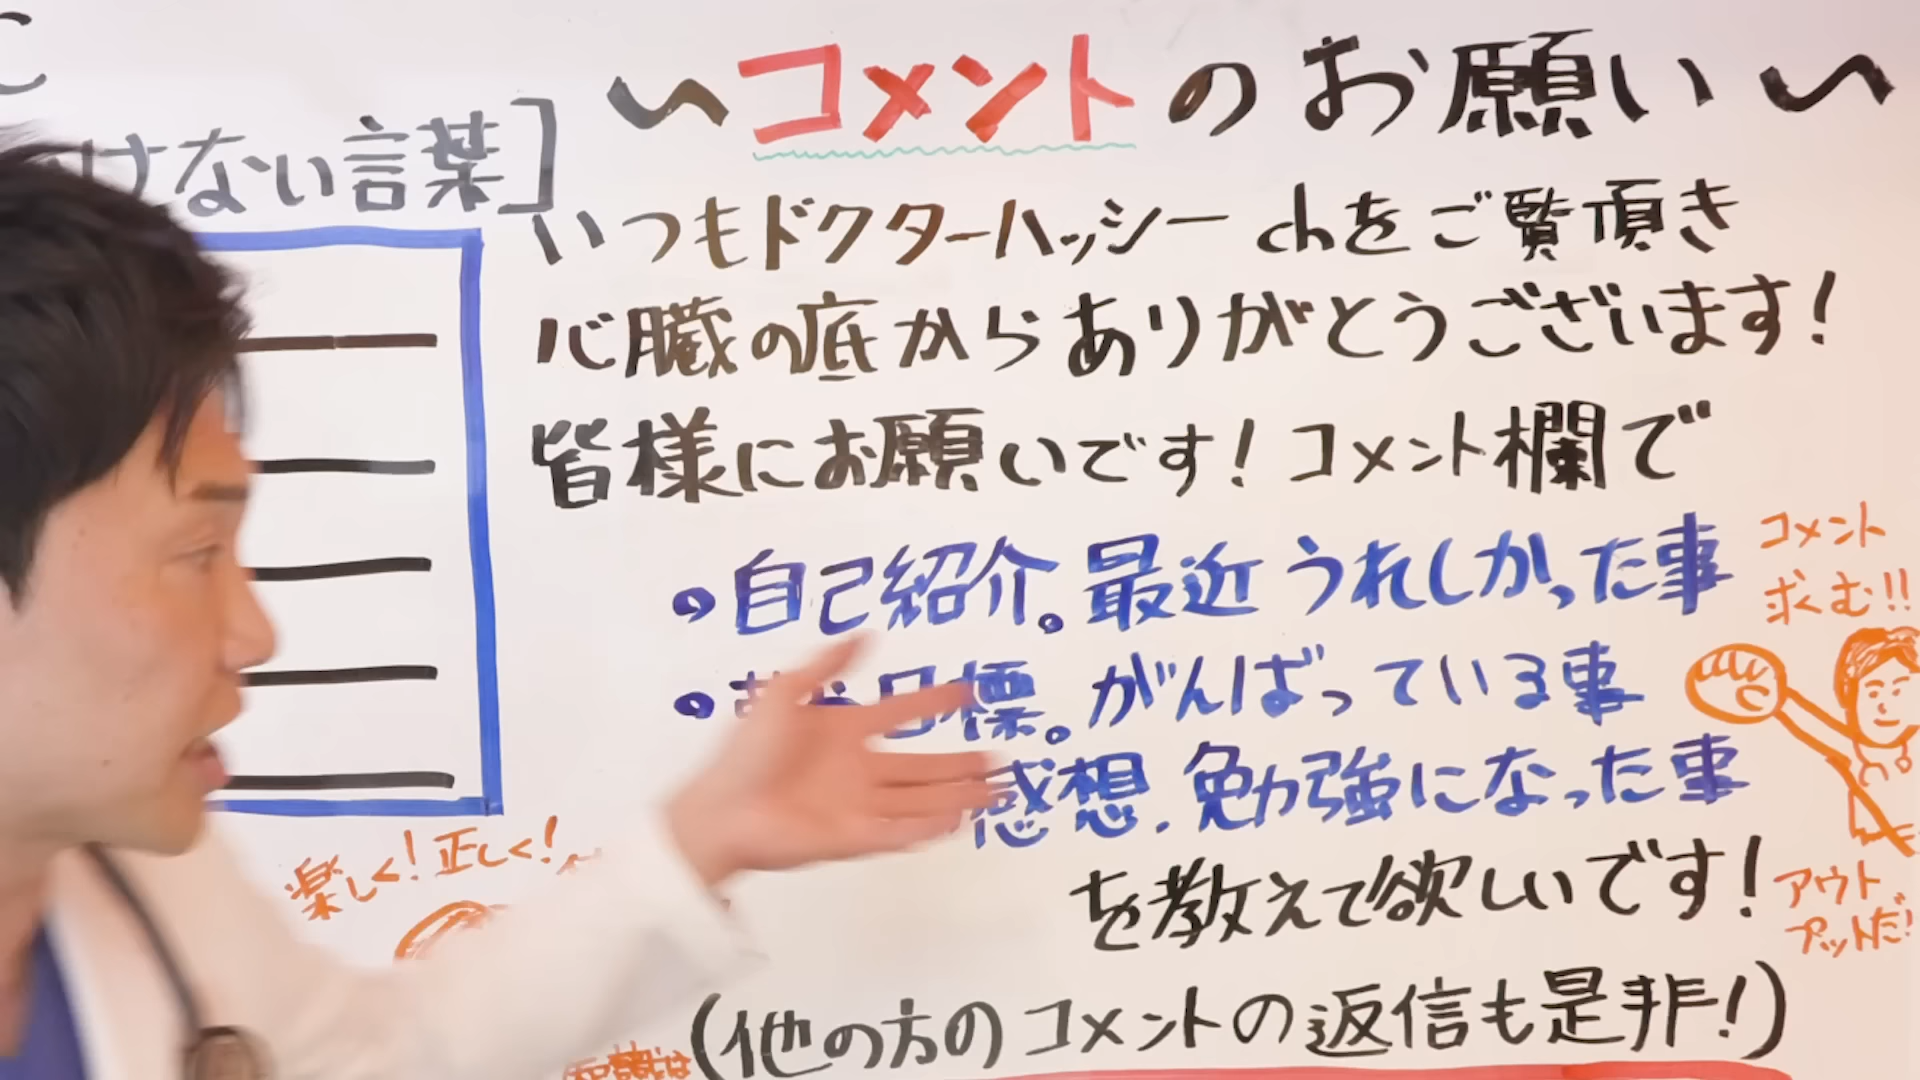 けない言葉]
〜コメントのお願い〜
いつもドクターハッシーchをご覧頂き
心臓の底からありがとうございます!
皆様にお願いです!コメント欄で
・自己紹介。最近うれしかった事
・目標。がんばっている事
感想.勉強になった事
を教えて欲しいです!
(他の方のコメントの返信も是非!)
コメント
求む!!
アウト
プットだ!
楽しく!正しく!